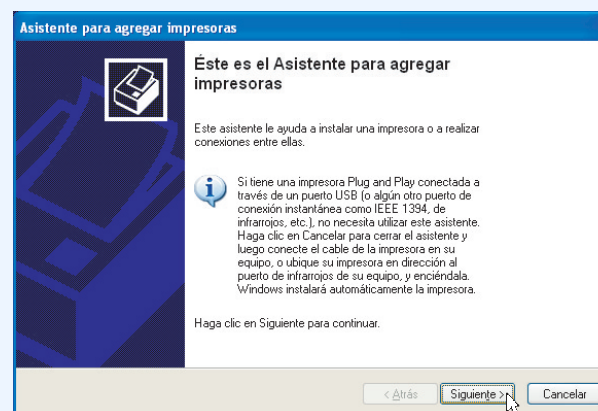 Asistente para agregar impresoras
Éste es el Asistente para agregar
impresoras
Este asistente le ayuda a instalar una impresora o a realizar
conexiones entre ellas.
Si tiene una impresora Plug and Play conectada a
través de un puerto USB (o algún otro puerto de
conexión instantánea como IEEE 1394, de
infrarrojos, etc.), no necesita utilizar este asistente.
Haga clic en Cancelar para cerrar el asistente y
luego conecte el cable de la impresora en su
equipo, o ubique su impresora en dirección al
puerto de infrarrojos de su equipo, y enciéndala.
Windows instalará automáticamente la impresora.
Haga clic en Siguiente para continuar.
< Atrás Siguiente > Cancelar